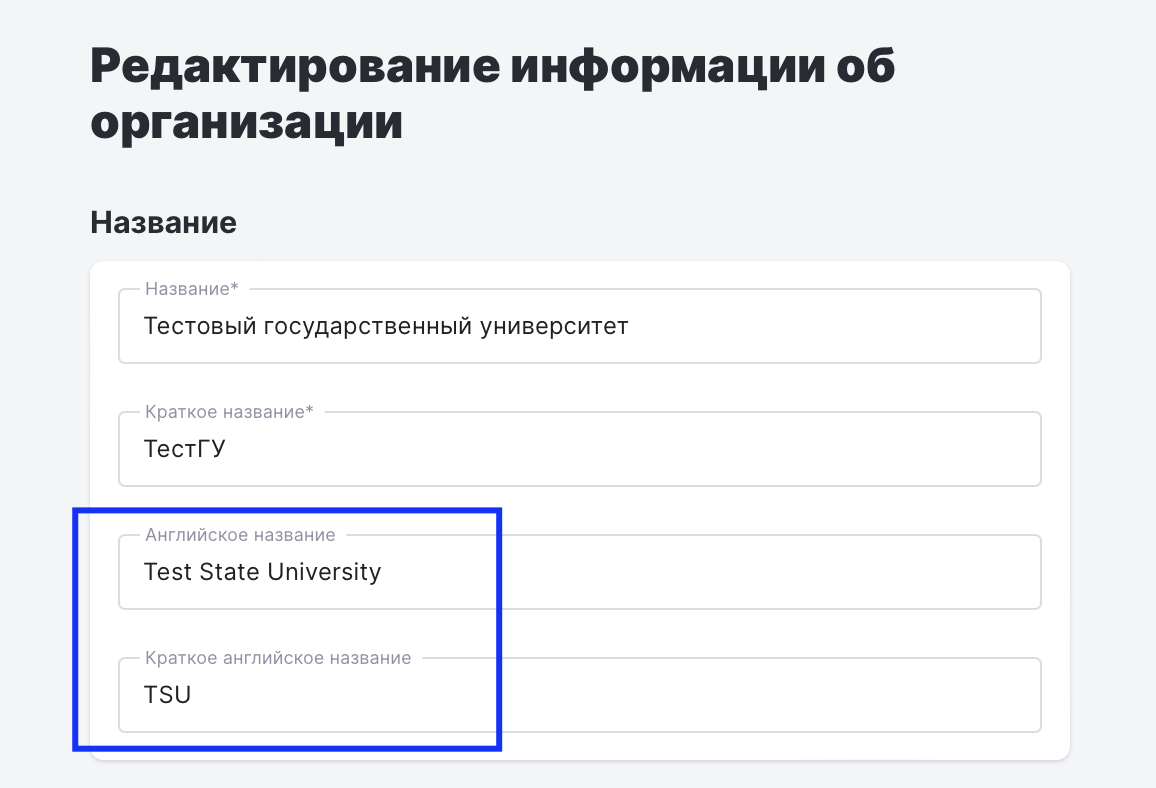 Редактирование информации об
организации
Название
Название*
Тестовый государственный университет
Краткое название*
ТестГУ
Английское название
Test State University
Краткое английское название
TSU